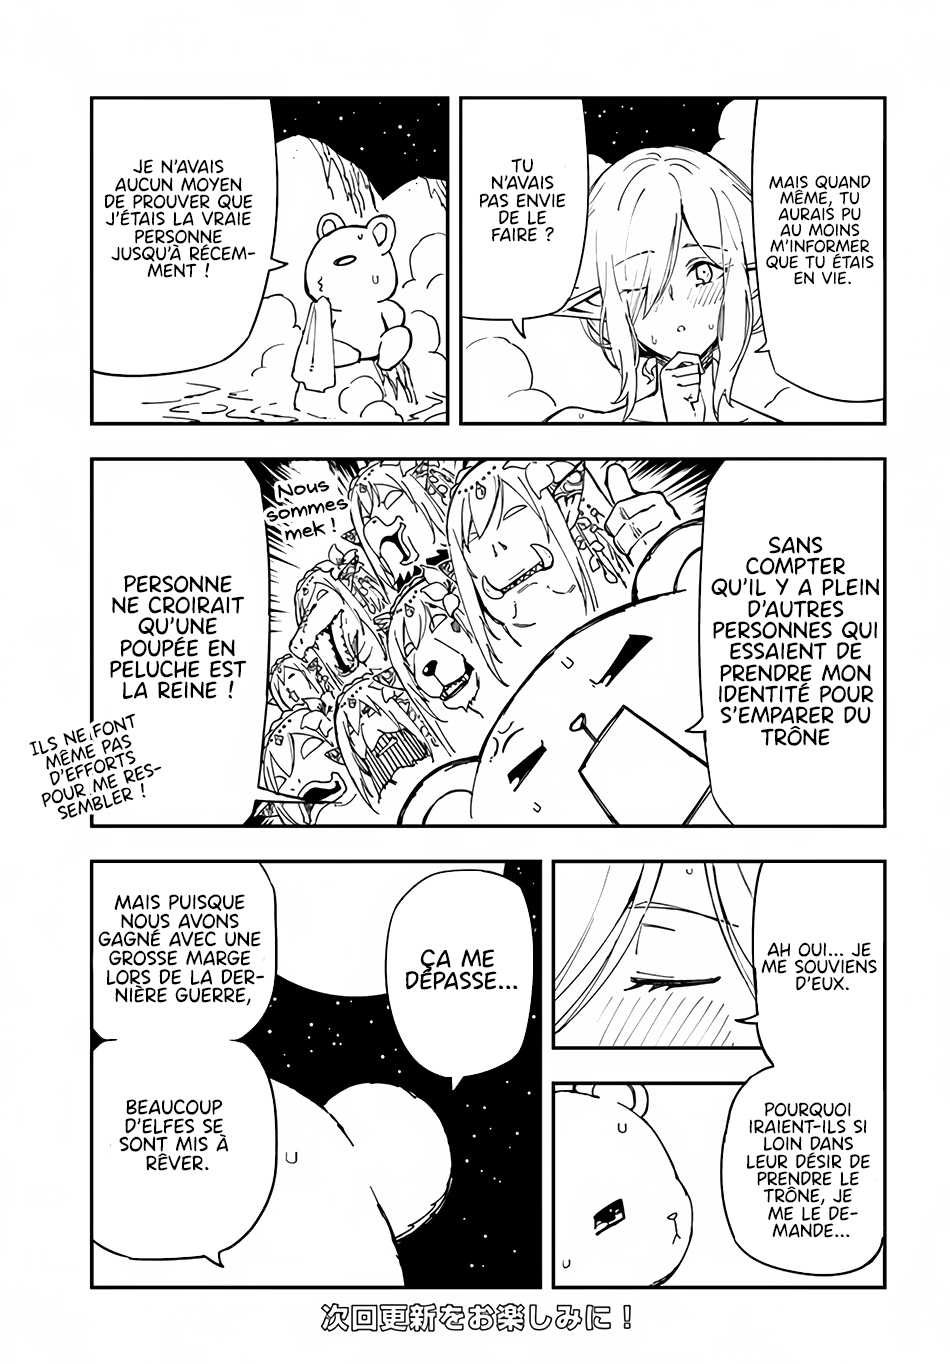 MAIS QUAND
MÊME, TU
AURAIS PU
AU MOINS
M'INFORMER
QUE TU ÉTAIS
EN VIE.
TU
N'AVAIS
PAS ENVIE
DE LE
FAIRE ?
JE N'AVAIS
AUCUN MOYEN
DE PROUVER QUE
J'ÉTAIS LA VRAIE
PERSONNE
JUSQU'À RÉCEM-
MENT !
SANS
COMPTER
QU'IL Y A PLEIN
D'AUTRES
PERSONNES QUI
ESSAIENT DE
PRENDRE MON
IDENTITÉ POUR
S'EMPARER DU
TRÔNE
Nous
sommes
mek !
PERSONNE
NE CROIRAIT
QU'UNE
POUPÉE EN
PELUCHE EST
LA REINE !
ILS NE FONT
MÊME PAS
D'EFFORTS
POUR ME RES-
SEMBLER !
AH OUI... JE
ME SOUVIENS
D'EUX.
POURQUOI
IRAIENT-ILS SI
LOIN DANS
LEUR DÉSIR DE
PRENDRE LE
TRÔNE, JE
ME LE DE-
MANDE...
ÇA ME
DÉPASSE...
MAIS PUISQUE
NOUS AVONS
GAGNÉ AVEC UNE
GROSSE MARGE
LORS DE LA DER-
NIÈRE GUERRE,
BEAUCOUP
D'ELFES SE
SONT MIS À
RÊVER.
次回更新をお楽しみに！